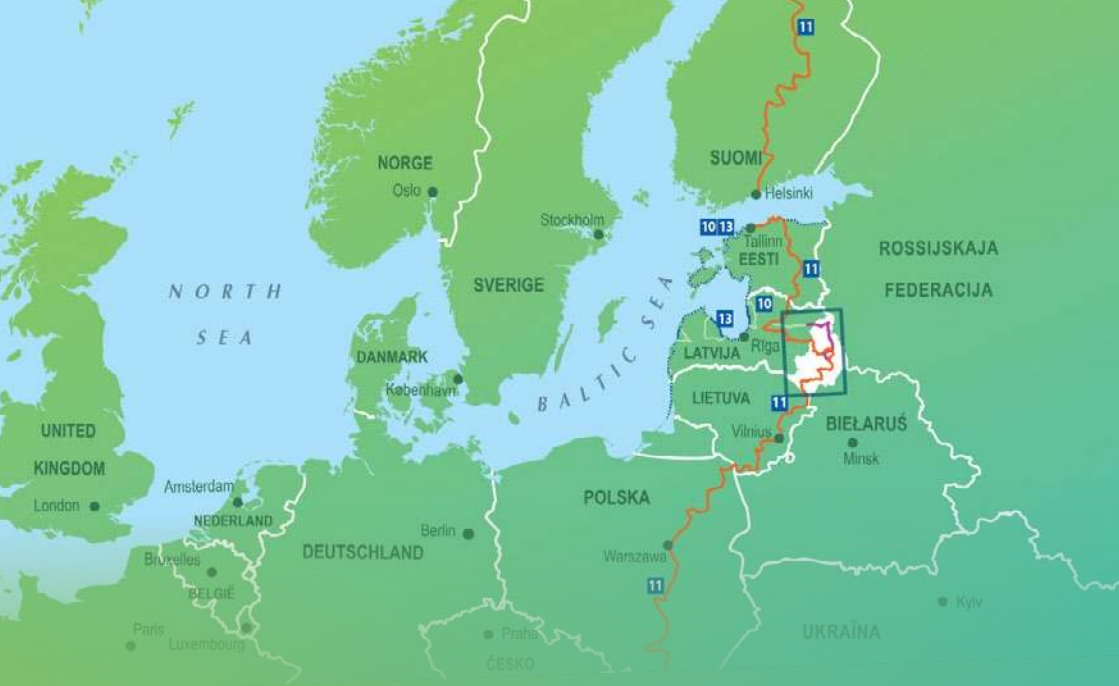 11
NORGE
SUOMI
Oslo
Helsinki
Stockholm
10 13
Tallinn
EESTI
ROSSIJSKAJA
FEDERACIJA
11
SVERIGE
NORTH
SEA
BALTIC SEA
10
13
DANMARK
København
LATVIJA
Rīga
LIETUVA
11
UNITED
KINGDOM
London
Vilnius
BIEŁARUŚ
Minsk
Amsterdam
NEDERLAND
POLSKA
Berlin
DEUTSCHLAND
Warszawa
Bruxelles
BELGIË
11
Kyiv
UKRAÏNA
Paris
Luxembourg
Praha
ČESKO